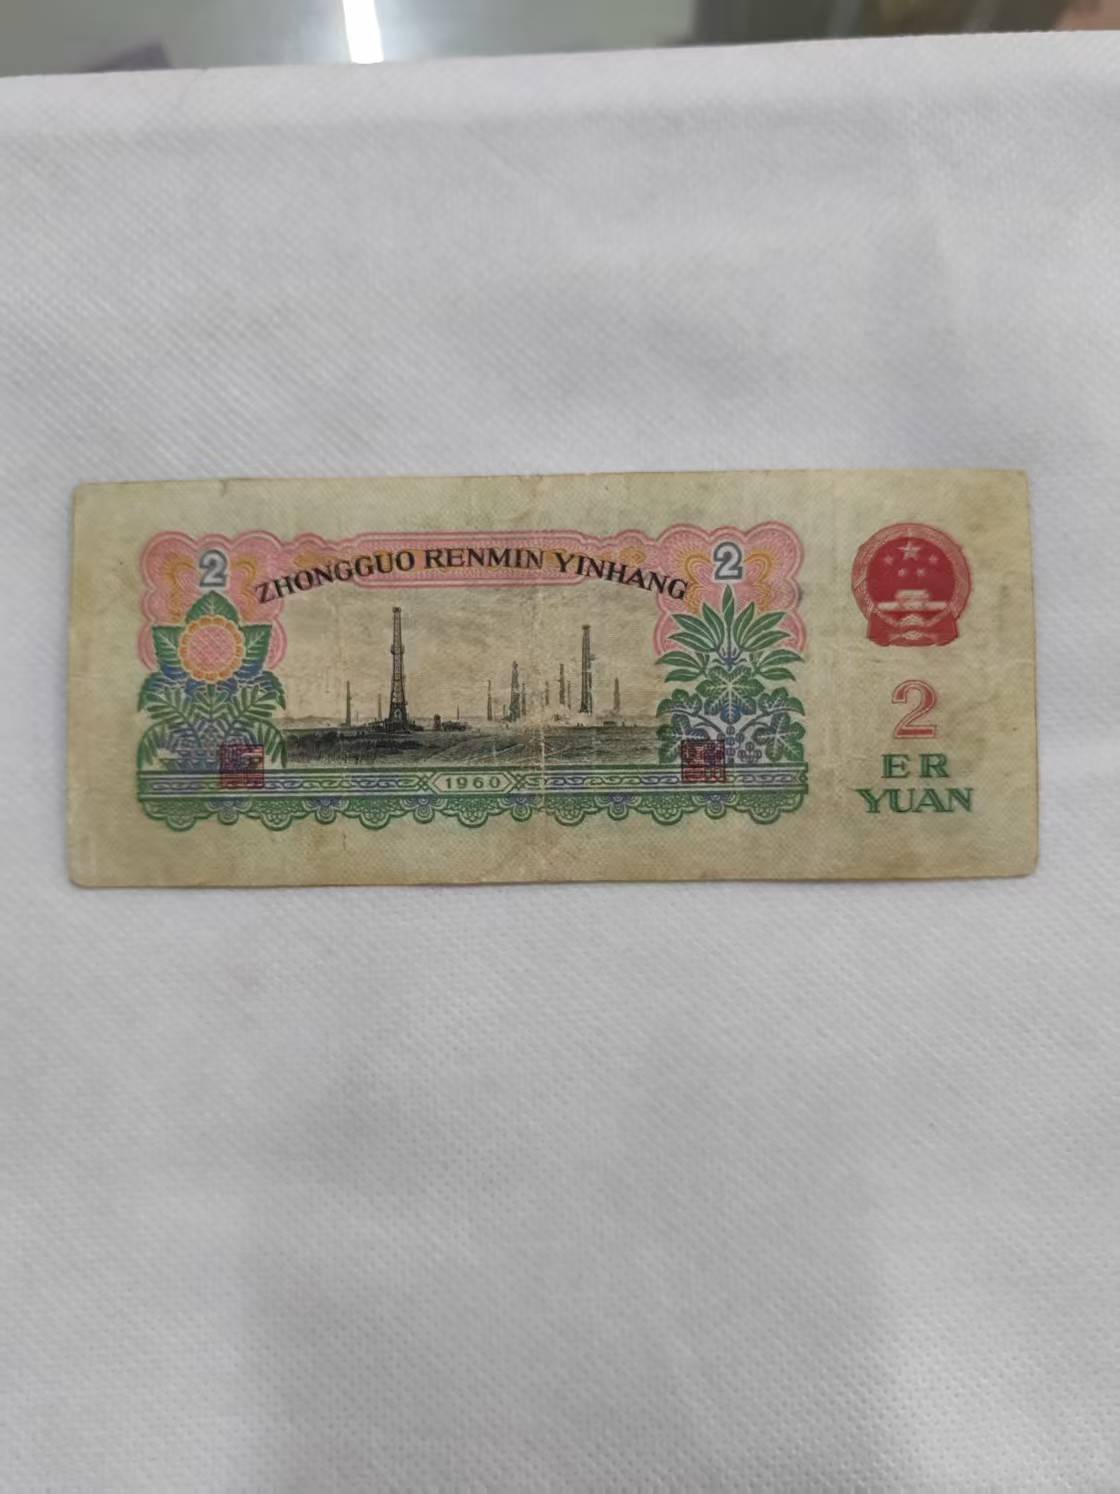 2
2
ZHONGGUO RENMIN YINHANG
1960
2
ER
YUAN